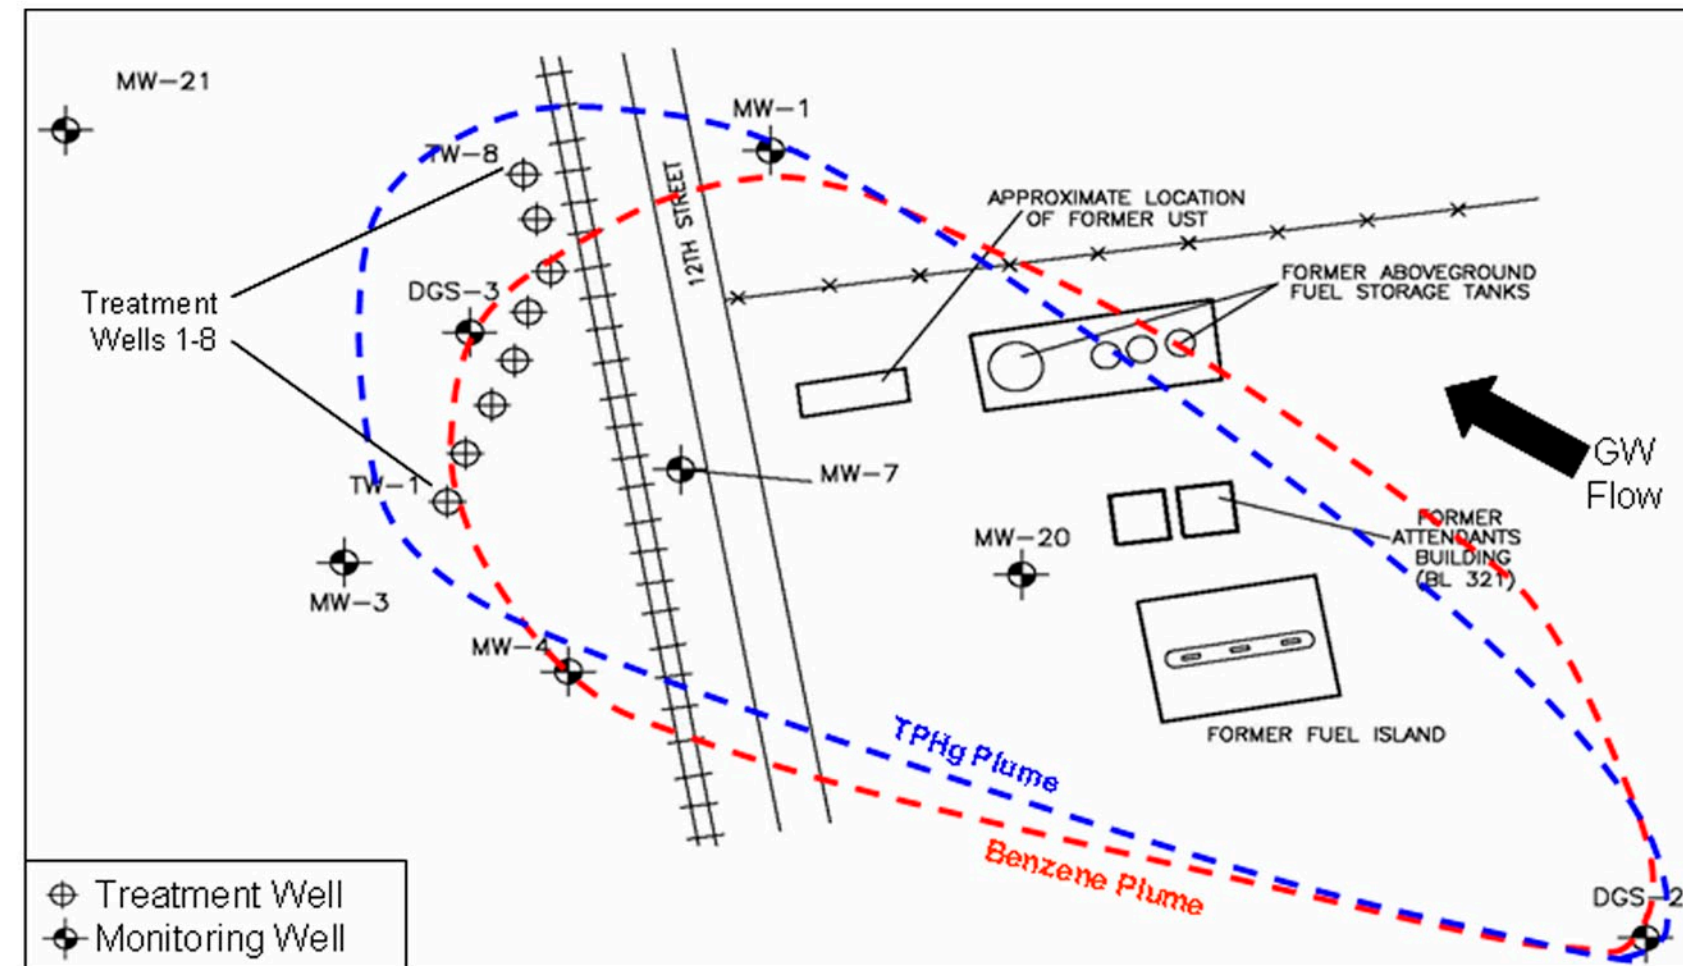 MW-21
MW-1
TW-8
12TH STREET
APPROXIMATE LOCATION
OF FORMER UST
FORMER ABOVEGROUND
FUEL STORAGE TANKS
DGS-3
Treatment
Wells 1-8
GW
Flow
MW-7
TW-1
FORMER
ATTENDANTS
BUILDING
(BL 321)
MW-20
MW-3
MW-4
TPHg Plume
FORMER FUEL ISLAND
Benzene Plume
DGS-2
Treatment Well
Monitoring Well